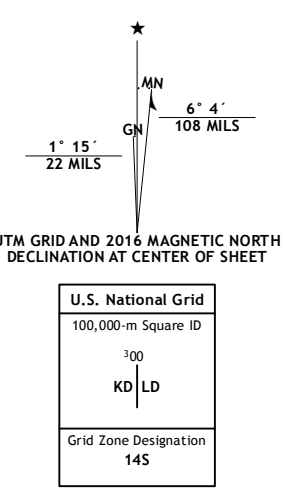 MN
6° 4´
108 MILS
GN
1° 15´
22 MILS
UTM GRID AND 2016 MAGNETIC NORTH
DECLINATION AT CENTER OF SHEET
U.S. National Grid
100,000-m Square ID
³00
KD LD
Grid Zone Designation
14S